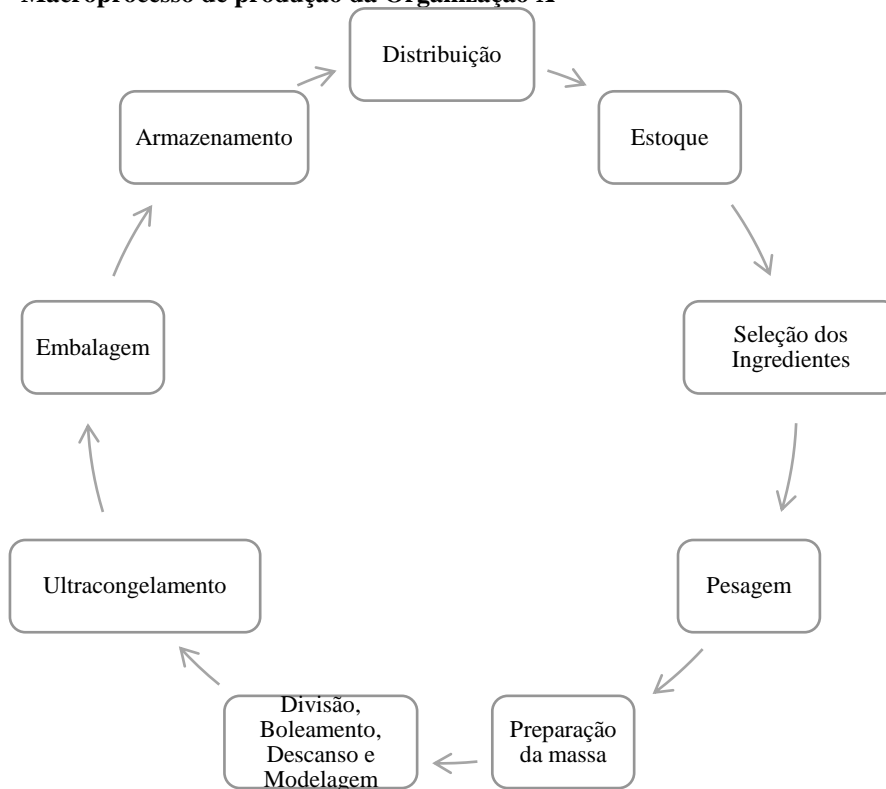 Macroprocesso de produção da Organização X
Distribuição
Estoque
Seleção dos
Ingredientes
Pesagem
Preparação
da massa
Divisão,
Boleamento,
Descanso e
Modelagem
Ultracongelamento
Embalagem
Armazenamento